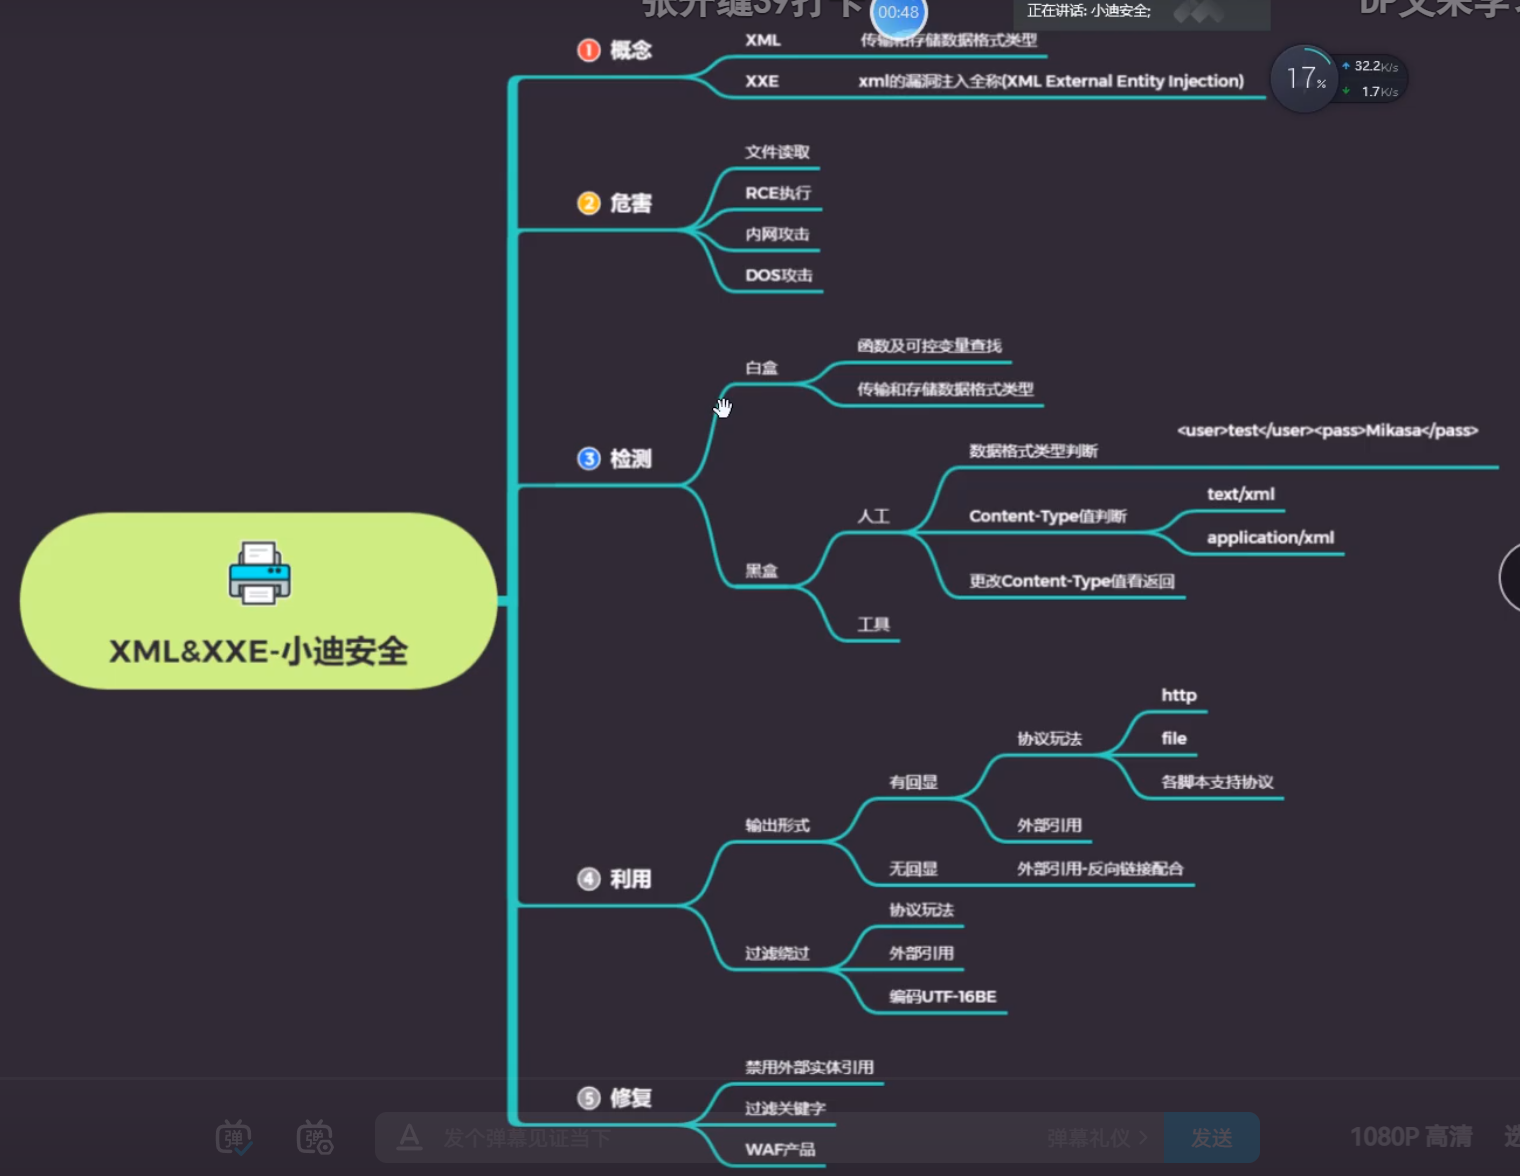 00:48
正在讲话: 小迪安全;
17%
32.2K/s
1.7K/s
XML&XXE-小迪安全
1 概念
XML
传输和存储数据格式类型
XXE
xml的漏洞注入全称(XML External Entity Injection)
2 危害
文件读取
RCE执行
内网攻击
DOS攻击
3 检测
白盒
函数及可控变量查找
传输和存储数据格式类型
黑盒
人工
数据格式类型判断
<user>test</user><pass>Mikasa</pass>
Content-Type值判断
text/xml
application/xml
更改Content-Type值看返回
工具
4 利用
输出形式
有回显
协议玩法
http
file
各脚本支持协议
外部引用
无回显
外部引用-反向链接配合
过滤绕过
协议玩法
外部引用
编码UTF-16BE
5 修复
禁用外部实体引用
过滤关键字
WAF产品
弹
弹
A
发个弹幕见证当下
弹幕礼仪 >
发送
1080P 高清